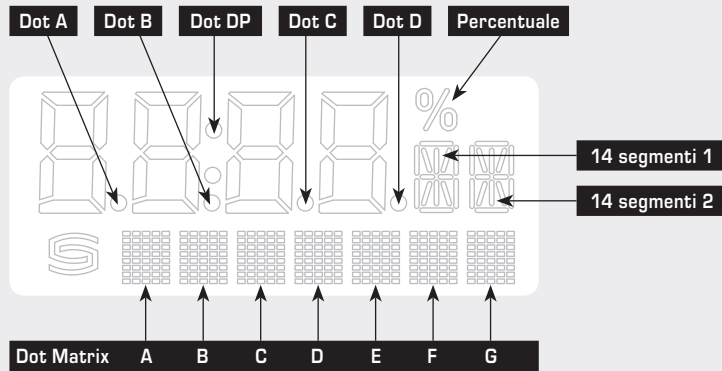 Dot A Dot B Dot DP Dot C Dot D Percentuale
%
14 segmenti 1
14 segmenti 2
Dot Matrix A B C D E F G